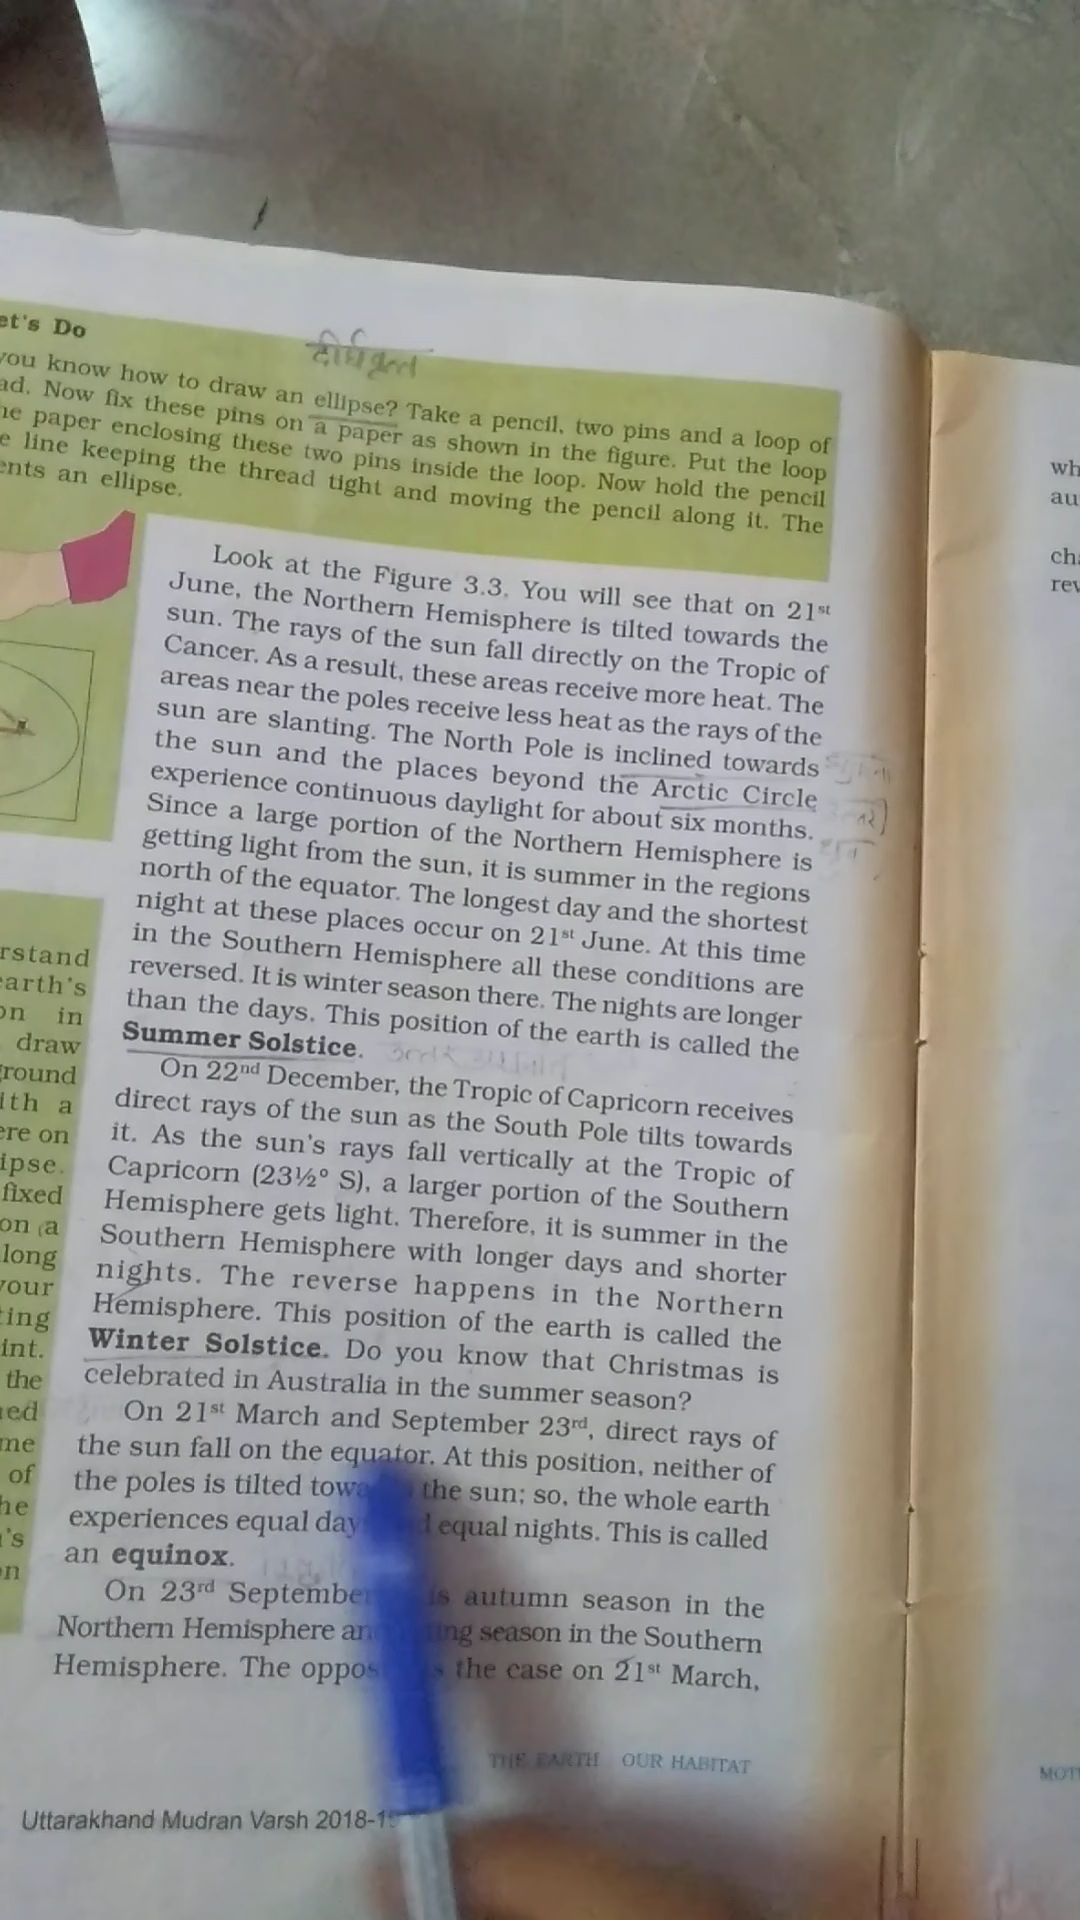 et's Do
दीर्घवृत्त
you know how to draw an ellipse? Take a pencil, two pins and a loop of
ad. Now fix these pins on a paper as shown in the figure. Put the loop
he paper enclosing these two pins inside the loop. Now hold the pencil
e line keeping the thread tight and moving the pencil along it. The
ents an ellipse.
Look at the Figure 3.3. You will see that on 21st
June, the Northern Hemisphere is tilted towards the
sun. The rays of the sun fall directly on the Tropic of
Cancer. As a result, these areas receive more heat. The
areas near the poles receive less heat as the rays of the
sun are slanting. The North Pole is inclined towards
the sun and the places beyond the Arctic Circle
experience continuous daylight for about six months.
Since a large portion of the Northern Hemisphere is
getting light from the sun, it is summer in the regions
north of the equator. The longest day and the shortest
night at these places occur on 21st June. At this time
in the Southern Hemisphere all these conditions are
reversed. It is winter season there. The nights are longer
than the days. This position of the earth is called the
Summer Solstice.
On 22nd December, the Tropic of Capricorn receives
direct rays of the sun as the South Pole tilts towards
it. As the sun's rays fall vertically at the Tropic of
Capricorn (23½° S), a larger portion of the Southern
Hemisphere gets light. Therefore, it is summer in the
Southern Hemisphere with longer days and shorter
nights. The reverse happens in the Northern
Hemisphere. This position of the earth is called the
Winter Solstice. Do you know that Christmas is
celebrated in Australia in the summer season?
On 21st March and September 23rd, direct rays of
the sun fall on the equator. At this position, neither of
the poles is tilted the sun; so, the whole earth
experiences equal day equal nights. This is called
an equinox.
On 23rd autumn season in the
Northern Hemisphere season in the Southern
Hemisphere. The the case on 21st March,
rstand
earth's
on in
draw
ground
ith a
ere on
ipse.
fixed
on a
long
your
ting
int.
the
ned
me
of
he
's
on
THE EARTH OUR HABITAT
Uttarakhand Mudran Varsh 2018-1
wh
au
ch
rev
MOT